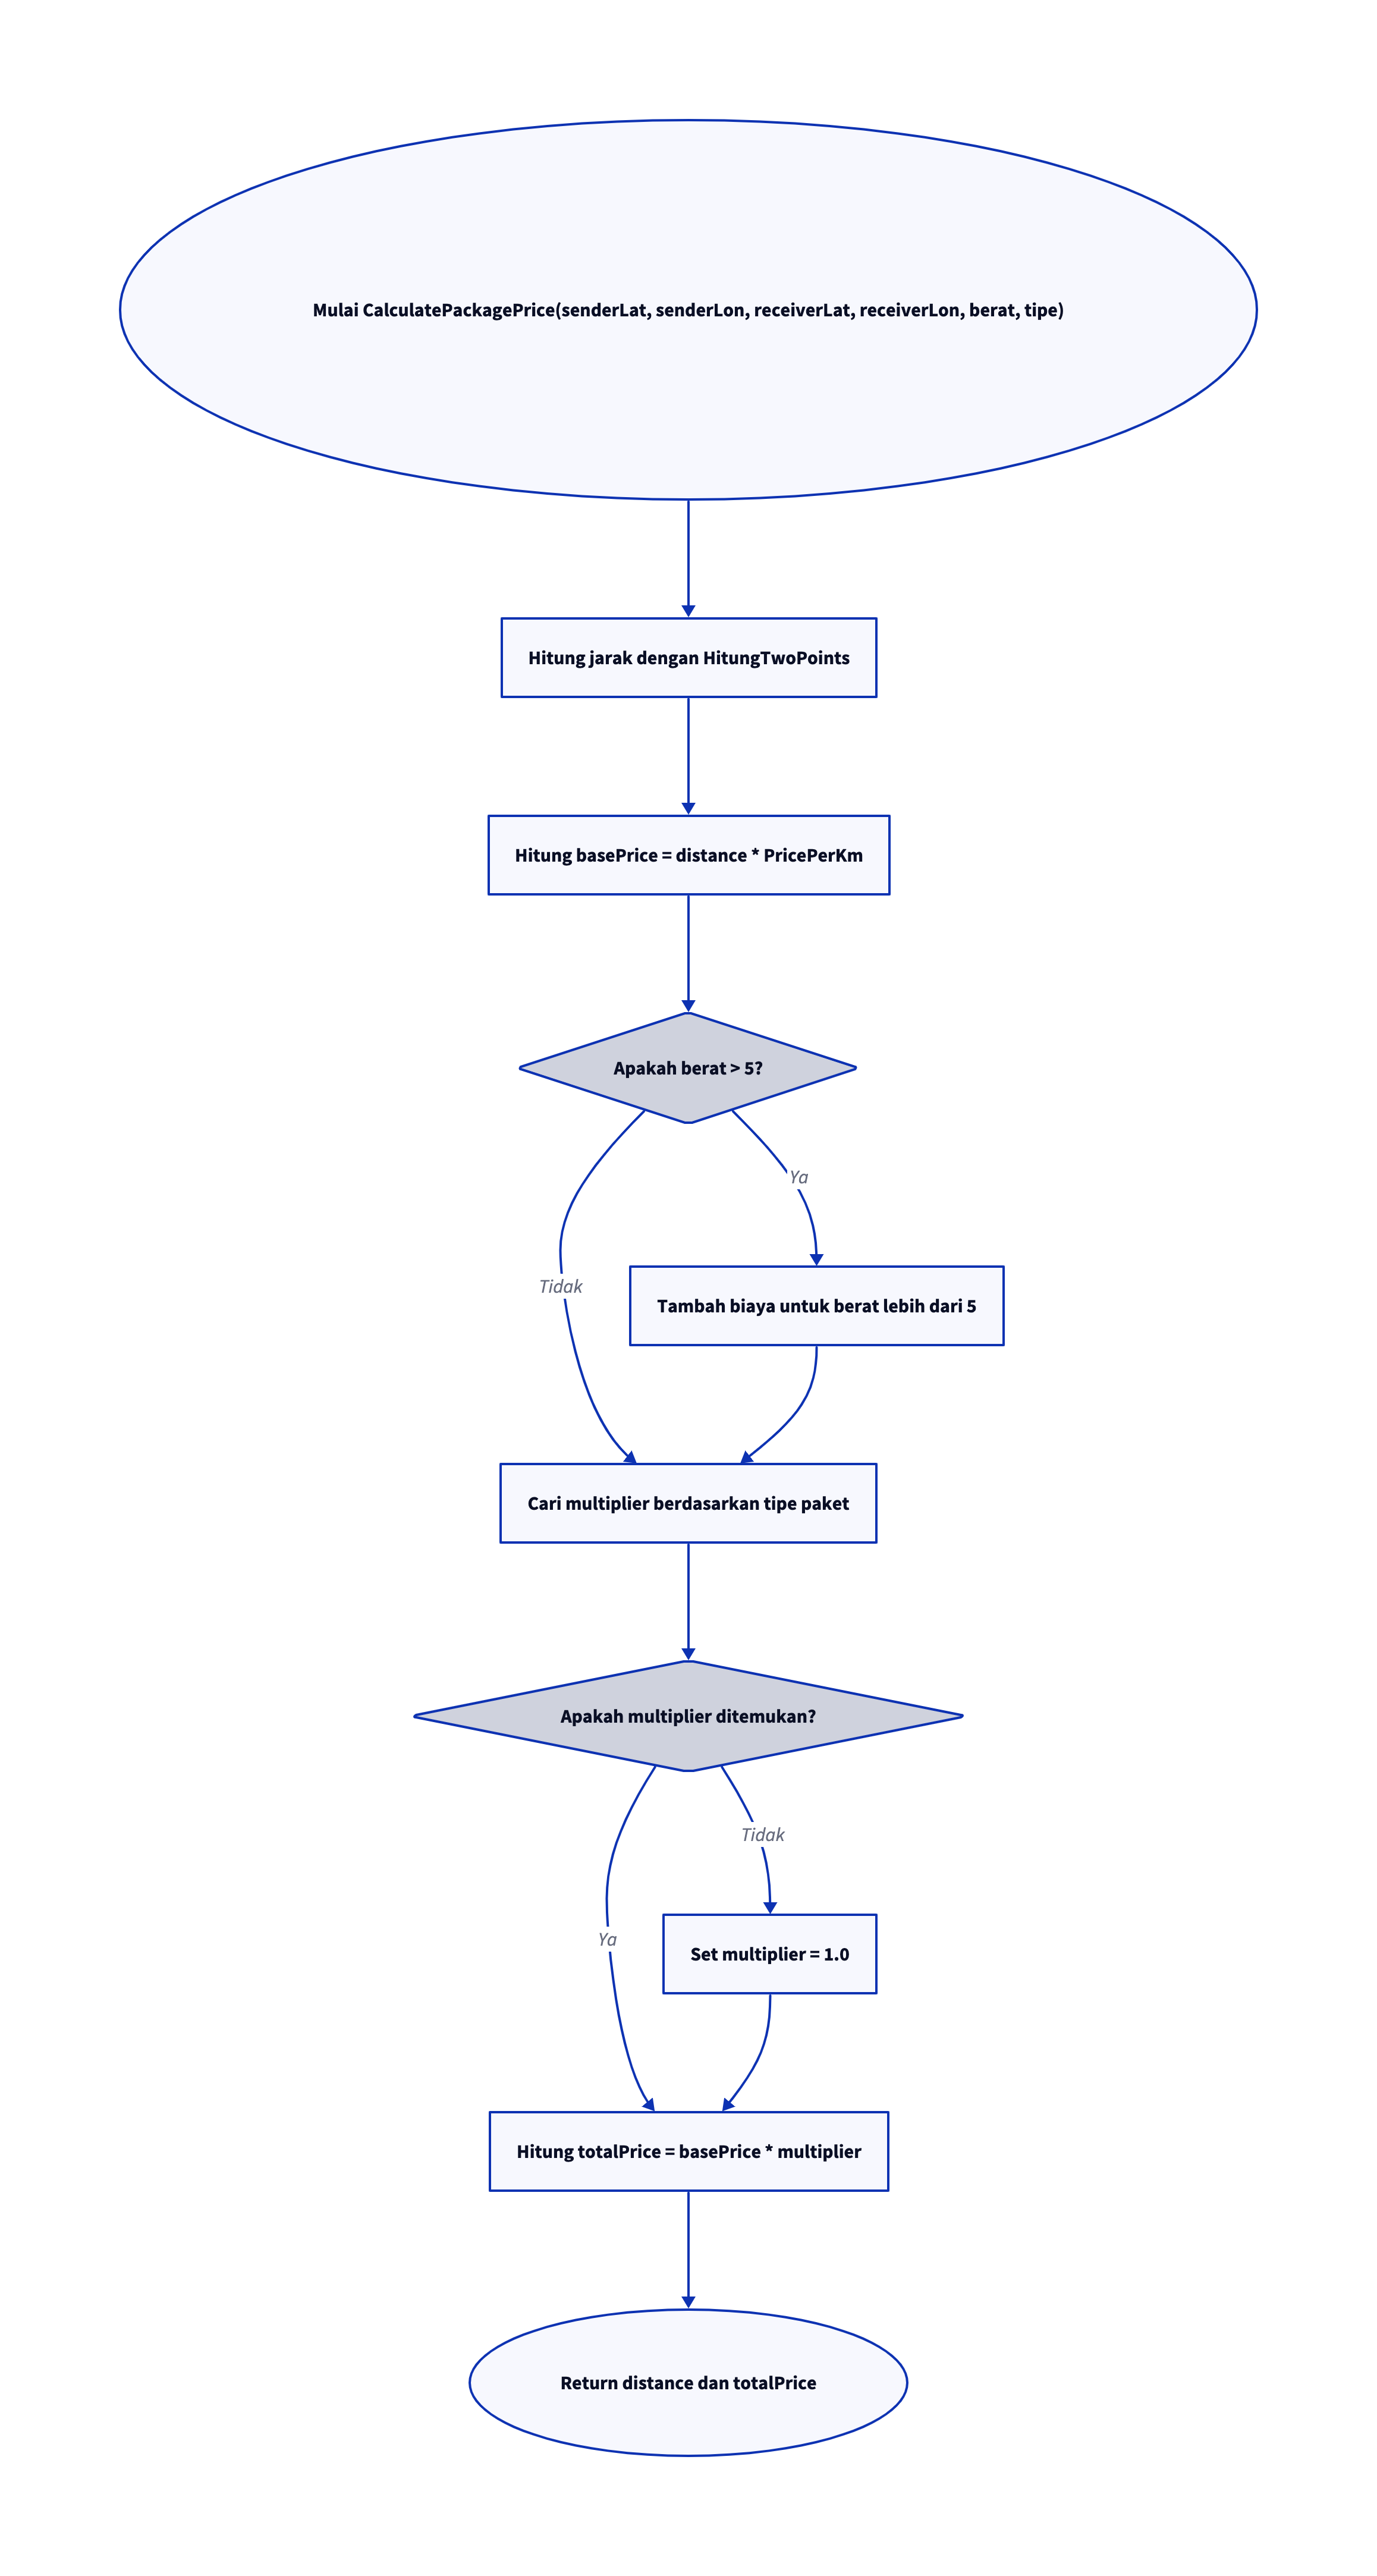 Mulai CalculatePackagePrice(senderLat, senderLon, receiverLat, receiverLon, berat, tipe)
Hitung jarak dengan HitungTwoPoints
Hitung basePrice = distance * PricePerKm
Apakah berat > 5?
Ya
Tidak
Tambah biaya untuk berat lebih dari 5
Cari multiplier berdasarkan tipe paket
Apakah multiplier ditemukan?
Tidak
Ya
Set multiplier = 1.0
Hitung totalPrice = basePrice * multiplier
Return distance dan totalPrice